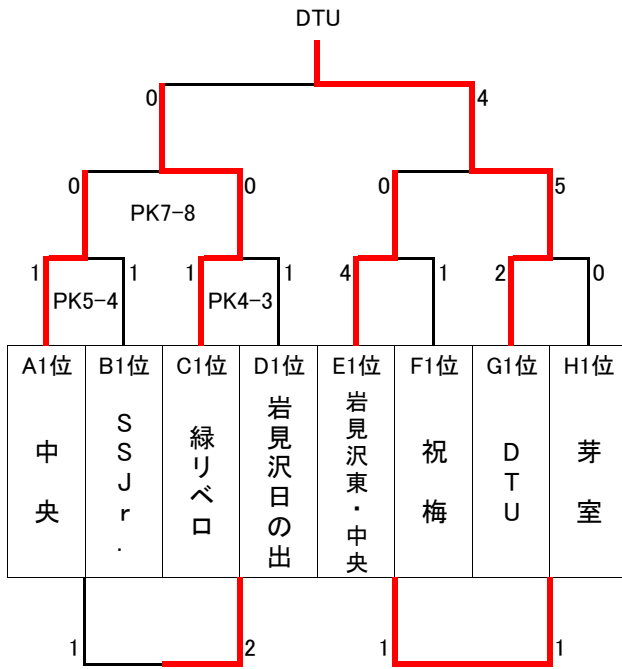 DTU
0 4
0 0 0 5
PK7-8
1 1 1 1 4 1 2 0
PK5-4 PK4-3
A1位 B1位 C1位 D1位 E1位 F1位 G1位 H1位
中央
SSJr.
緑リベロ
岩見沢日の出
岩見沢東・中央
祝梅
DTU
芽室
1 2 1 1